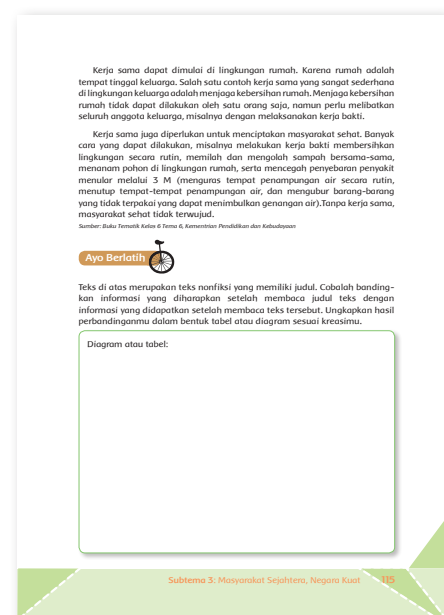 Kerja sama dapat dimulai di lingkungan rumah. Karena rumah adalah
tempat tinggal keluarga. Salah satu contoh kerja sama yang sangat sederhana
di lingkungan keluarga adalah menjaga kebersihan rumah. Menjaga kebersihan
rumah tidak dapat dilakukan oleh satu orang saja, namun perlu melibatkan
seluruh anggota keluarga, misalnya dengan melaksanakan kerja bakti.
Kerja sama juga diperlukan untuk menciptakan masyarakat sehat. Banyak
cara yang dapat dilakukan, misalnya melakukan kerja bakti membersihkan
lingkungan secara rutin, memilah dan mengolah sampah bersama-sama,
menanam pohon di lingkungan rumah, serta mencegah penyebaran penyakit
menular melalui 3 M (menguras tempat penampungan air secara rutin,
menutup tempat-tempat penampungan air, dan mengubur barang-barang
yang tidak terpakai yang dapat menimbulkan genangan air).Tanpa kerja sama,
masyarakat sehat tidak terwujud.
Sumber: Buku Tematik Kelas 6 Tema 6, Kementrian Pendidikan dan Kebudayaan
Ayo Berlatih
Teks di atas merupakan teks nonfiksi yang memiliki judul. Cobalah banding-
kan informasi yang diharapkan setelah membaca judul teks dengan
informasi yang didapatkan setelah membaca teks tersebut. Ungkapkan hasil
perbandinganmu dalam bentuk tabel atau diagram sesuai kreasimu.
Diagram atau tabel:
Subtema 3: Masyarakat Sejahtera, Negara Kuat 115